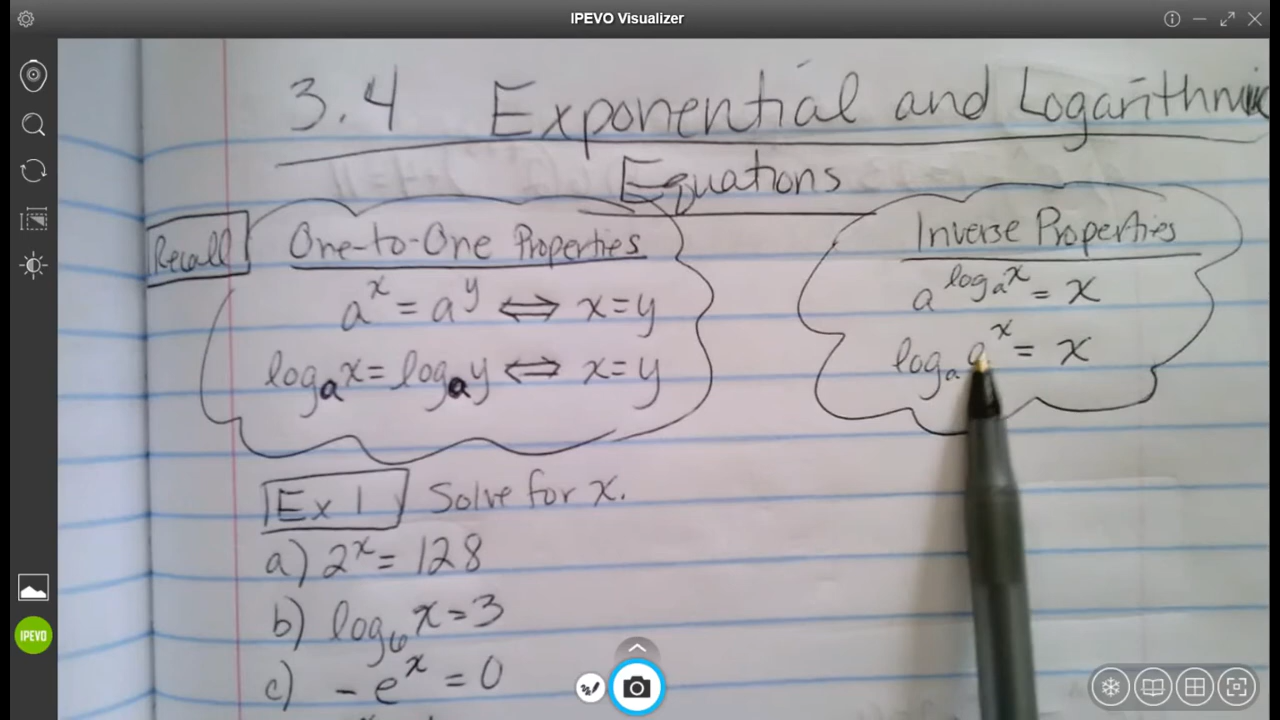 IPEVO Visualizer
3.4 Exponential and Logarithmic
Equations
Recall
One-to-One Properties
a^x = a^y ⟺ x = y
log_a x = log_a y ⟺ x = y
Inverse Properties
a^{log_a x} = x
log_a a^x = x
Ex 1 Solve for x.
a) 2^x = 128
b) log_6 x = 3
c) - e^x = 0
IPEVO